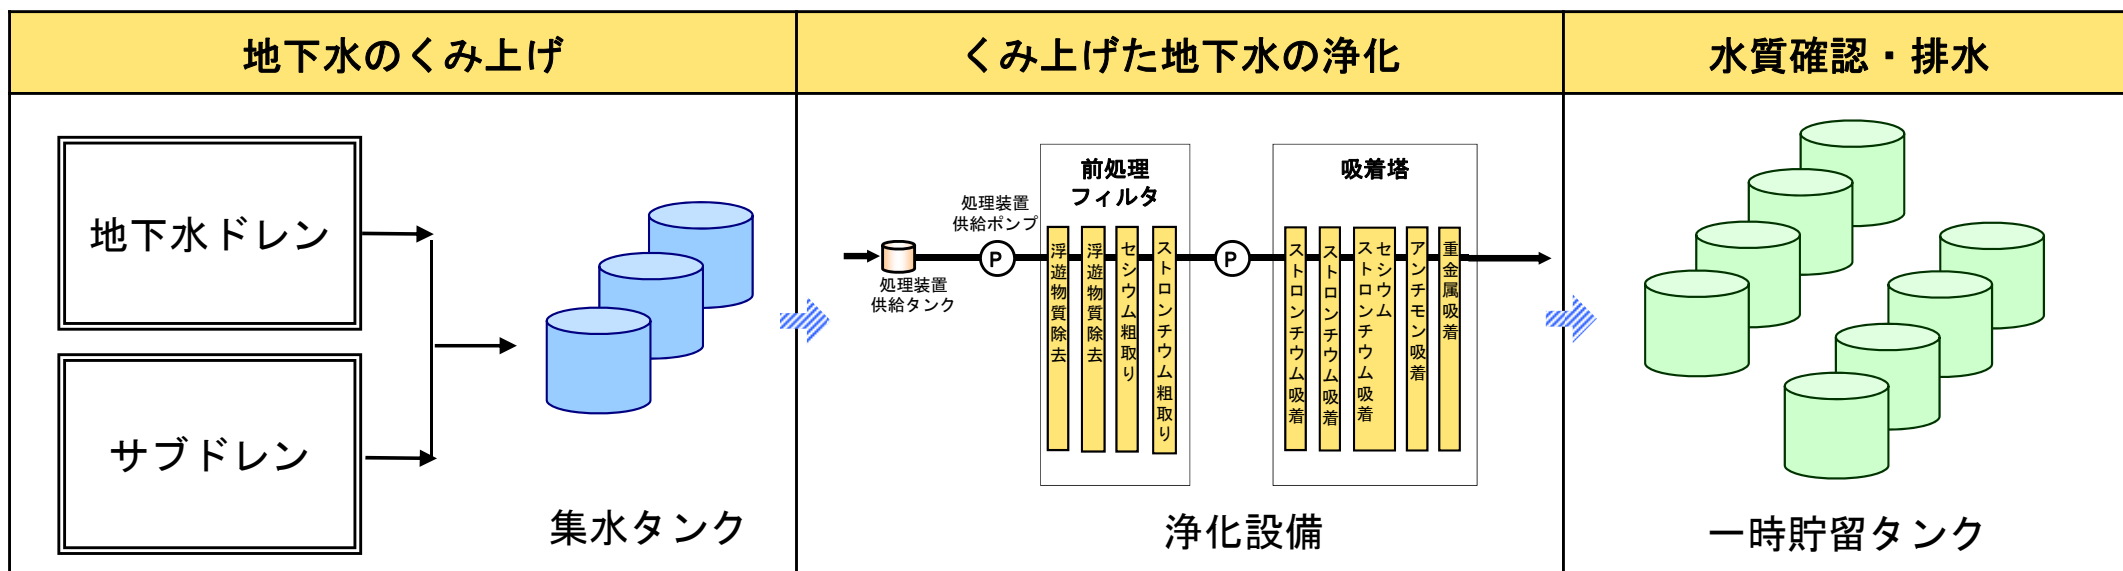 地下水のくみ上げ
くみ上げた地下水の浄化
水質確認・排水
地下水ドレン
サブドレン
集水タンク
処理装置
供給タンク
処理装置
供給ポンプ
P
前処理
フィルタ
浮遊物質除去
浮遊物質除去
セシウム粗取り
ストロンチウム粗取り
P
吸着塔
ストロンチウム吸着
ストロンチウム吸着
セシウム
ストロンチウム吸着
アンチモン吸着
重金属吸着
浄化設備
一時貯留タンク